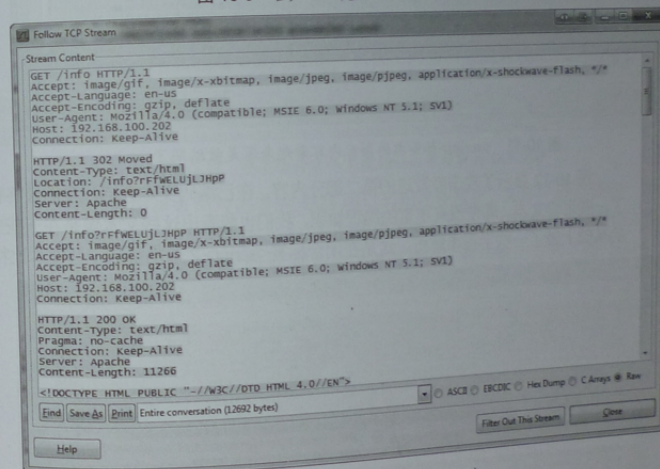 Follow TCP Stream
Stream Content
GET /info HTTP/1.1
Accept: image/gif, image/x-xbitmap, image/jpeg, image/pjpeg, application/x-shockwave-flash, */*
Accept-Language: en-us
Accept-Encoding: gzip, deflate
User-Agent: Mozilla/4.0 (compatible; MSIE 6.0; Windows NT 5.1; SV1)
Host: 192.168.100.202
Connection: Keep-Alive
HTTP/1.1 302 Moved
Content-Type: text/html
Location: /info?rFfWELUjLJHpP
Connection: Keep-Alive
Server: Apache
Content-Length: 0
GET /info?rFfWELUjLJHpP HTTP/1.1
Accept: image/gif, image/x-xbitmap, image/jpeg, image/pjpeg, application/x-shockwave-flash, */*
Accept-Language: en-us
Accept-Encoding: gzip, deflate
User-Agent: Mozilla/4.0 (compatible; MSIE 6.0; Windows NT 5.1; SV1)
Host: 192.168.100.202
Connection: Keep-Alive
HTTP/1.1 200 OK
Content-Type: text/html
Pragma: no-cache
Connection: Keep-Alive
Server: Apache
Content-Length: 11266
<!DOCTYPE HTML PUBLIC "-//W3C//DTD HTML 4.0//EN">
Find Save As Print Entire conversation (12692 bytes) ASCII EBCDIC Hex Dump C Arrays Raw
Help Filter Out This Stream Close